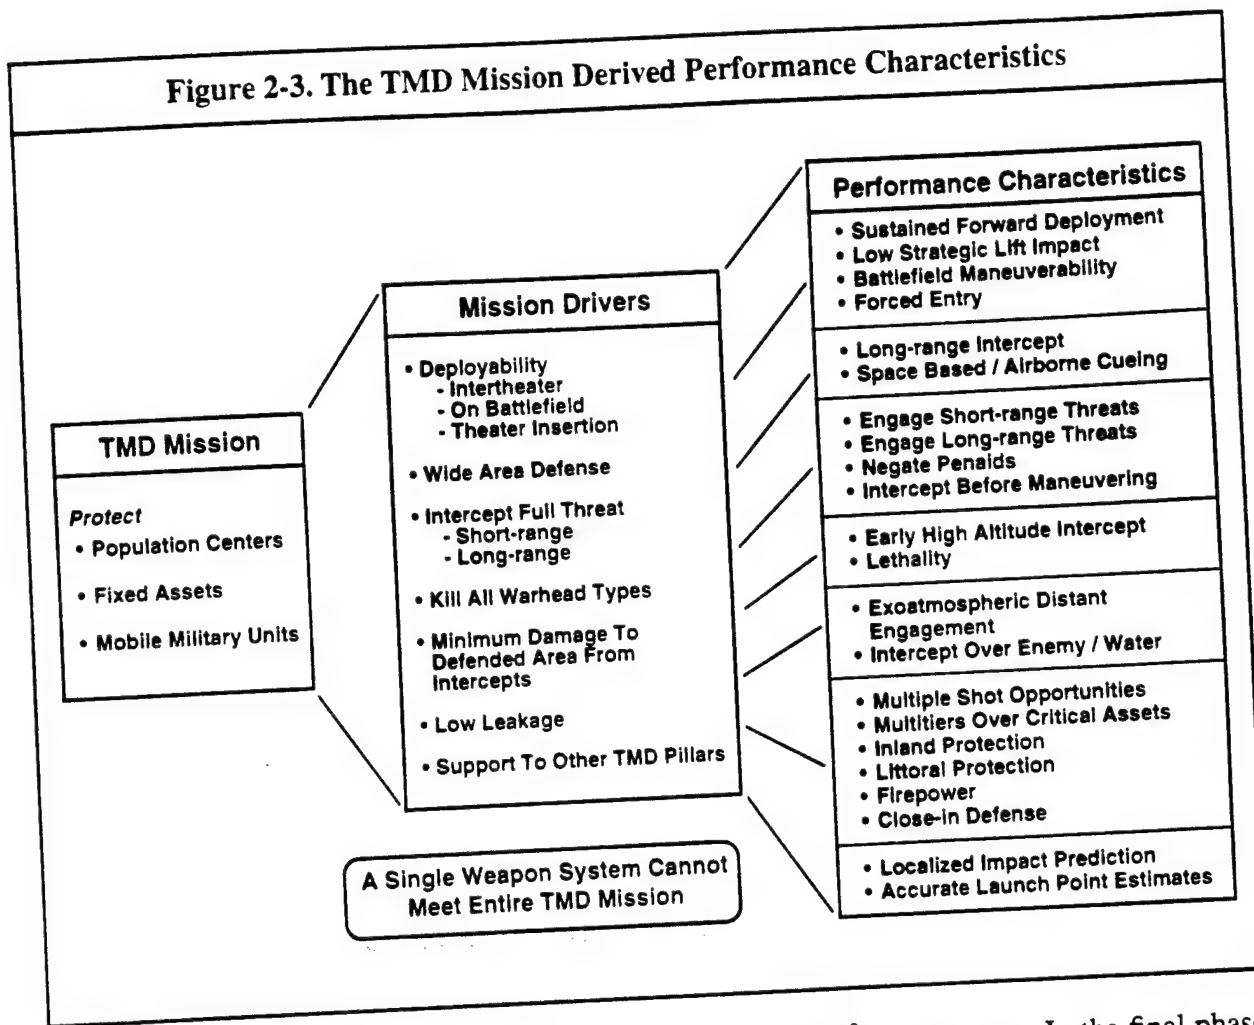 Figure 2-3. The TMD Mission Derived Performance Characteristics
TMD Mission
Protect
• Population Centers
• Fixed Assets
• Mobile Military Units
Mission Drivers
• Deployability
- Intertheater
- On Battlefield
- Theater Insertion
• Wide Area Defense
• Intercept Full Threat
- Short-range
- Long-range
• Kill All Warhead Types
• Minimum Damage To
Defended Area From
Intercepts
• Low Leakage
• Support To Other TMD Pillars
A Single Weapon System Cannot
Meet Entire TMD Mission
Performance Characteristics
• Sustained Forward Deployment
• Low Strategic Lift Impact
• Battlefield Maneuverability
• Forced Entry
• Long-range Intercept
• Space Based / Airborne Cueing
• Engage Short-range Threats
• Engage Long-range Threats
• Negate Penaids
• Intercept Before Maneuvering
• Early High Altitude Intercept
• Lethality
• Exoatmospheric Distant
Engagement
• Intercept Over Enemy / Water
• Multiple Shot Opportunities
• Multitiers Over Critical Assets
• Inland Protection
• Littoral Protection
• Firepower
• Close-in Defense
• Localized Impact Prediction
• Accurate Launch Point Estimates
In the final phase